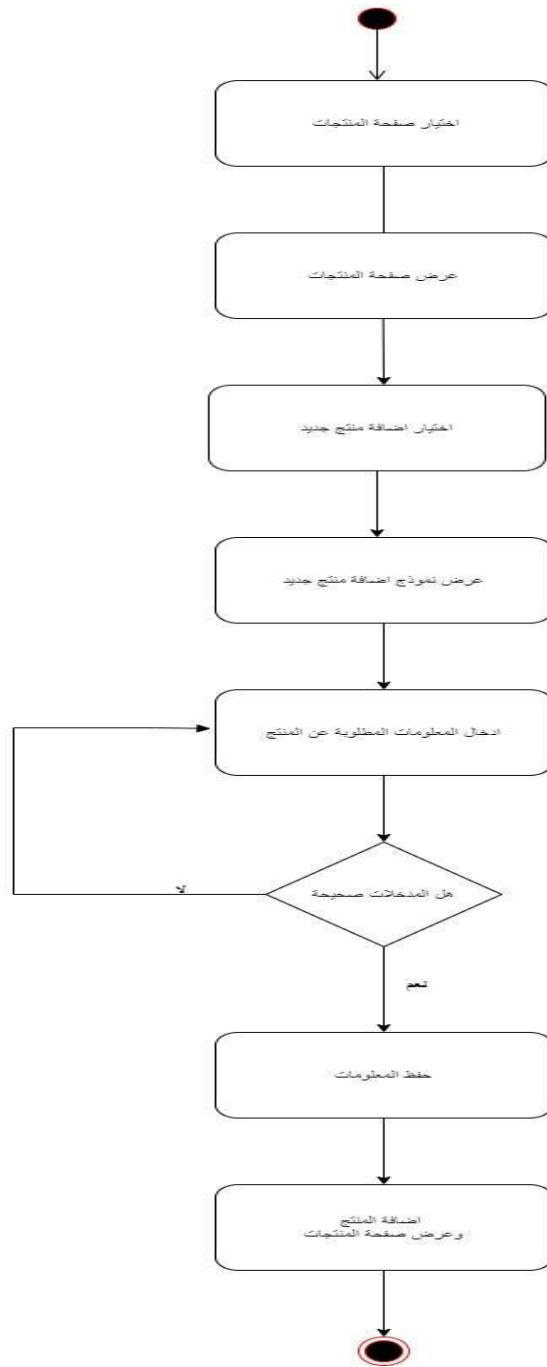 اختيار صفحة المنتجات
عرض صفحة المنتجات
اختيار اضافة منتج جديد
عرض نموذج اضافة منتج جديد
ادخال المعلومات المطلوبة عن المنتج
هل المدخلات صحيحة
لا
نعم
حفظ المعلومات
اضافة المنتج
وعرض صفحة المنتجات